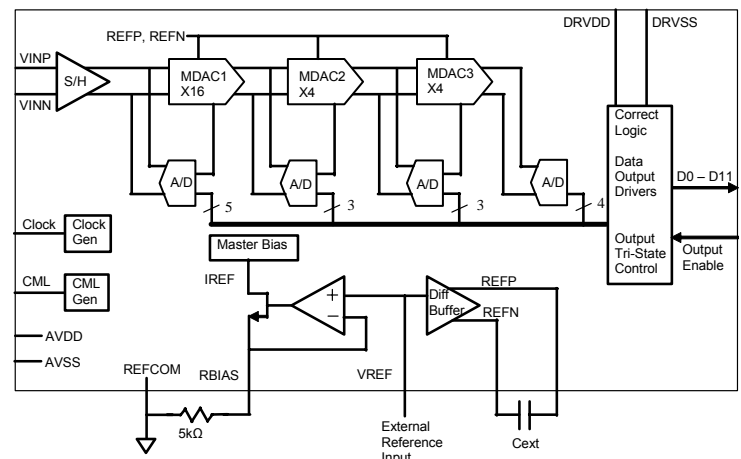 DRVDD
DRVSS
REFP, REFN
VINP
VINN
S/H
MDAC1
X16
MDAC2
X4
MDAC3
X4
A/D
A/D
A/D
A/D
5
3
3
4
Correct
Logic
Data
Output
Drivers
D0 – D11
Output
Tri-State
Control
Output
Enable
Clock
Clock
Gen
Master Bias
CML
CML
Gen
IREF
+
−
Diff
Buffer
REFP
REFN
AVDD
AVSS
REFCOM
RBIAS
VREF
5kΩ
External
Reference
Input
Cext